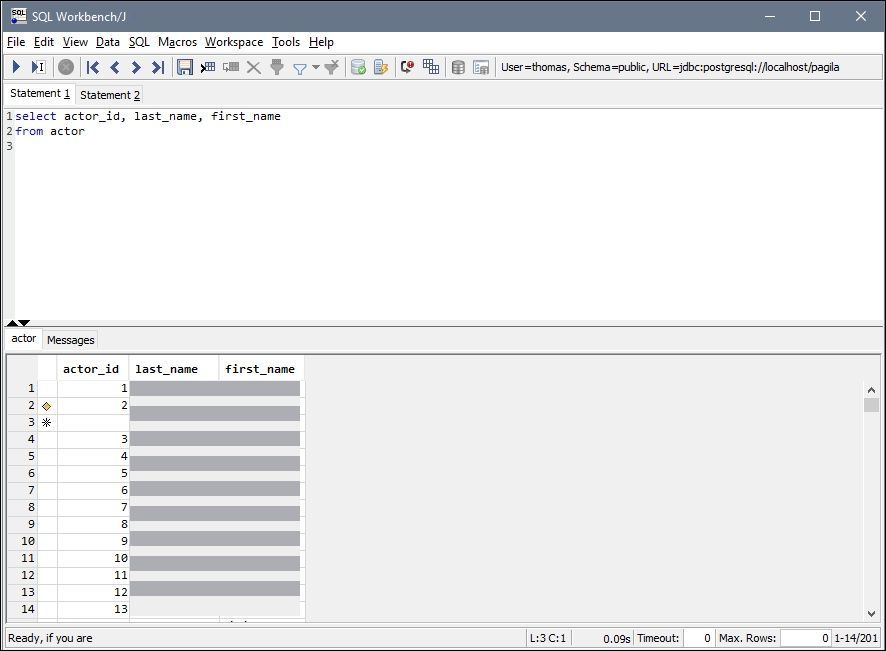 SQL Workbench/J
File Edit View Data SQL Macros Workspace Tools Help
User=thomas, Schema=public, URL=jdbc:postgresql://localhost/pagila
Statement 1 Statement 2
1 select actor_id, last_name, first_name
2 from actor
3
actor Messages
actor_id last_name first_name
1 1
2 2
3
4 3
5 4
6 5
7 6
8 7
9 8
10 9
11 10
12 11
13 12
14 13
Ready, if you are L:3 C:1 0.09s Timeout: 0 Max. Rows: 0 1-14/201